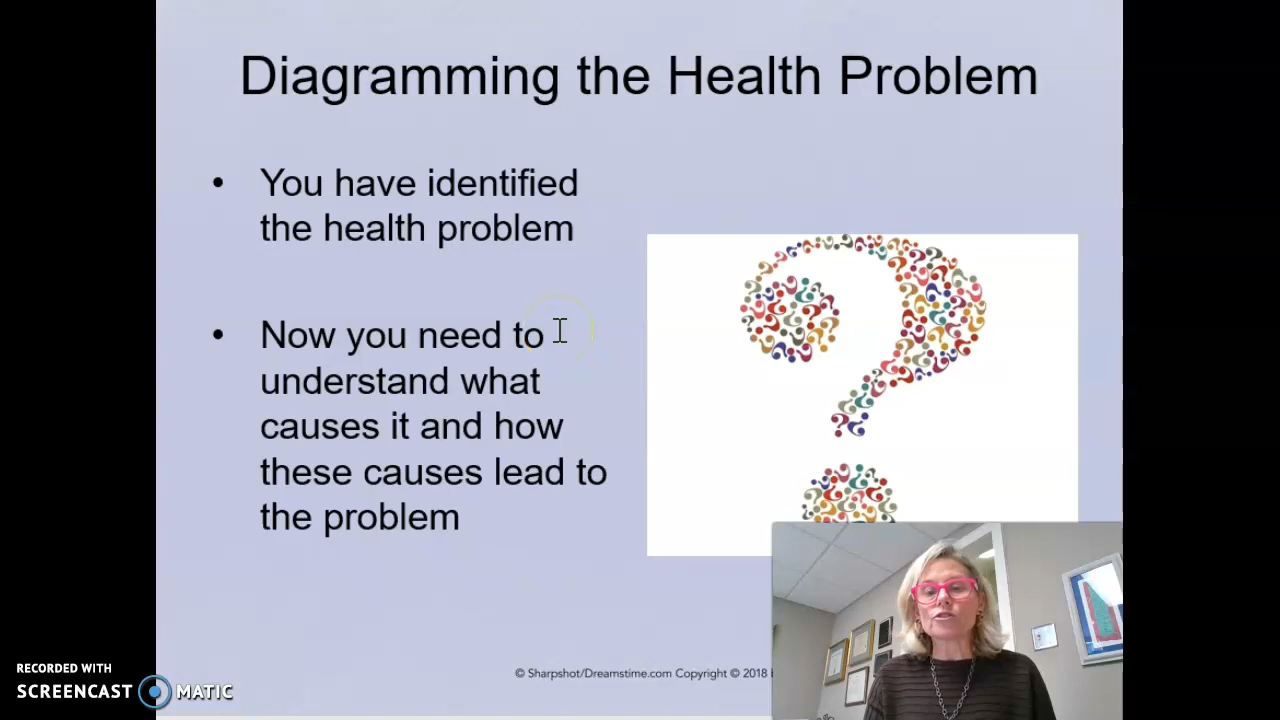 Diagramming the Health Problem
• You have identified
the health problem
• Now you need to
understand what
causes it and how
these causes lead to
the problem
© Sharpshot/Dreamstime.com Copyright © 2018
RECORDED WITH
SCREENCAST MATIC